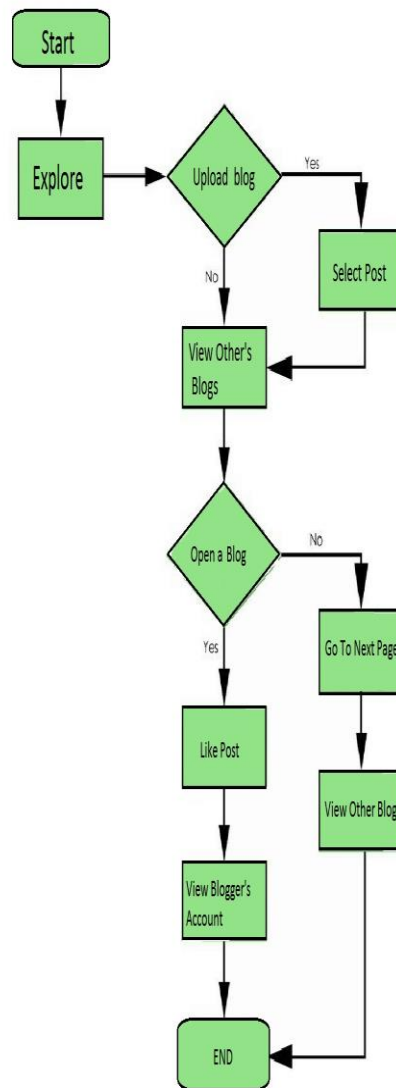 Start
Explore
Upload blog
Yes
No
Select Post
View Other's
Blogs
Open a Blog
No
Yes
Go To Next Page
Like Post
View Other Blog
View Blogger's
Account
END